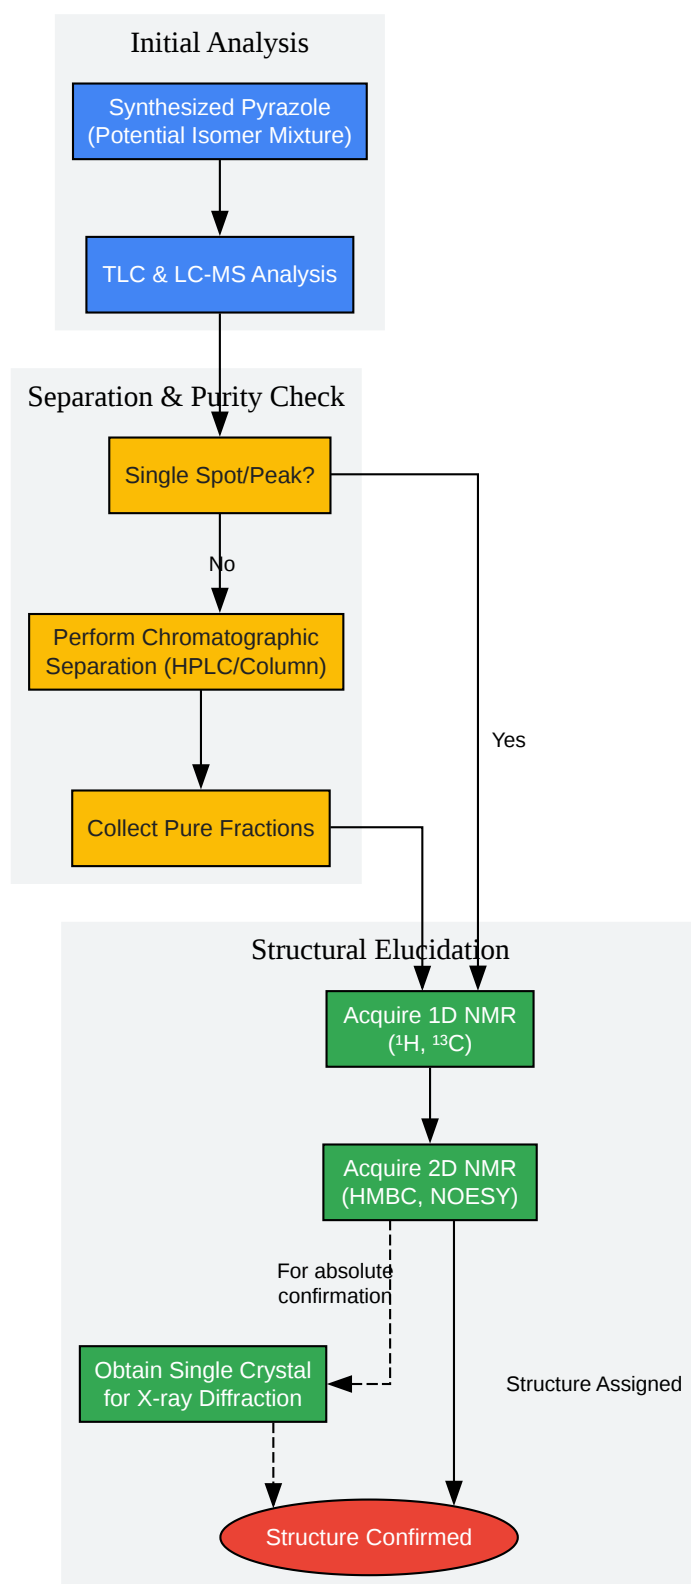 Initial Analysis
Synthesized Pyrazole
(Potential Isomer Mixture)
TLC & LC-MS Analysis
Separation & Purity Check
Single Spot/Peak?
No
Perform Chromatographic
Separation (HPLC/Column)
Yes
Collect Pure Fractions
Structural Elucidation
Acquire 1D NMR
(¹H, ¹³C)
Acquire 2D NMR
(HMBC, NOESY)
For absolute
confirmation
Obtain Single Crystal
for X-ray Diffraction
Structure Assigned
Structure Confirmed